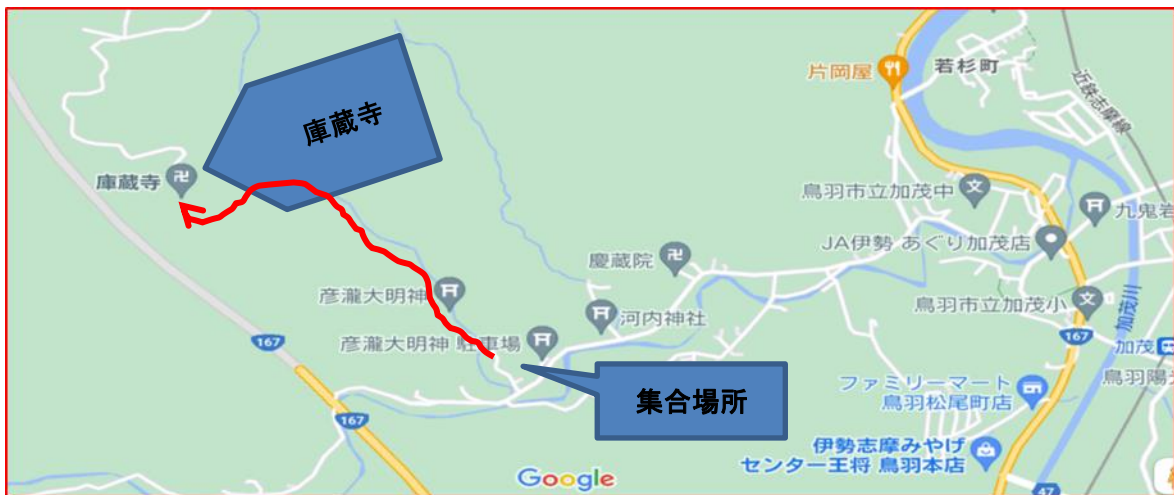 片岡屋
若杉町
近鉄志摩線
庫蔵寺
庫蔵寺
鳥羽市立加茂中
九鬼岩
JA伊勢 あぐり加茂店
慶蔵院
彦瀧大明神
河内神社
鳥羽市立加茂小
加茂川
167
彦瀧大明神 駐車場
167
加茂
鳥羽陽
167
集合場所
ファミリーマート
鳥羽松尾町店
伊勢志摩みやげ
センター王将 鳥羽本店
Google
47